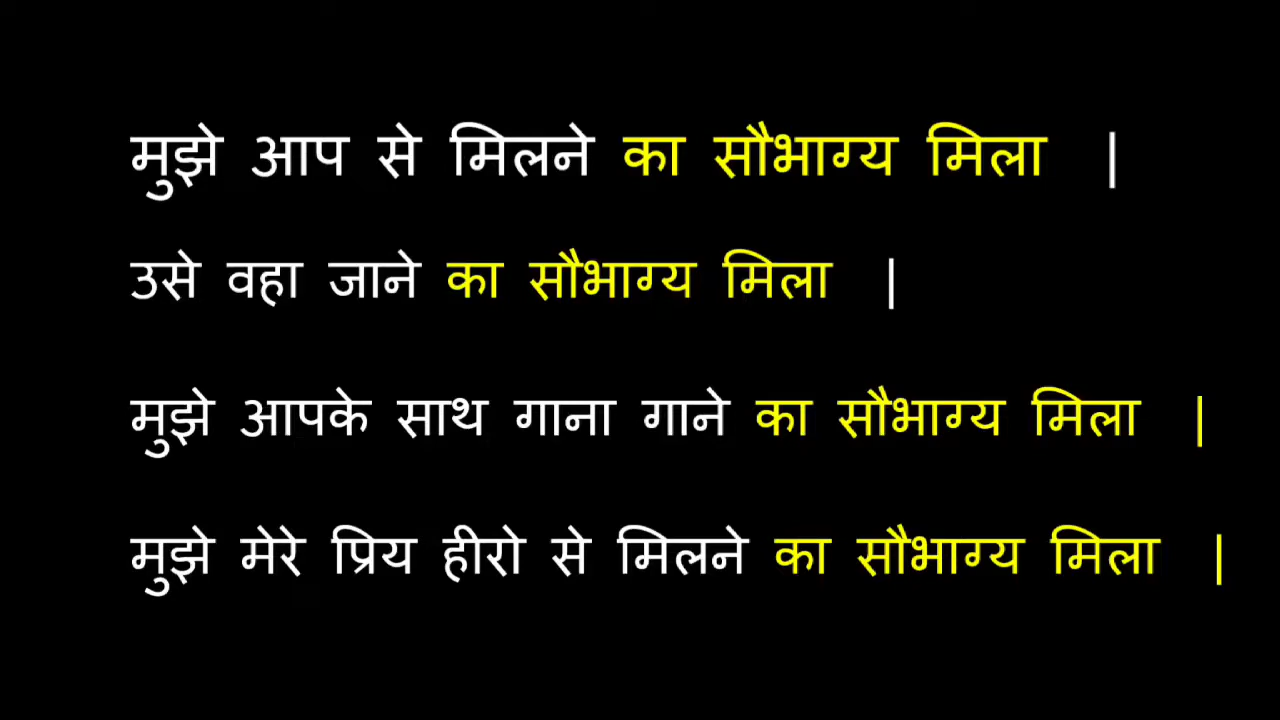 मुझे आप से मिलने का सौभाग्य मिला |
उसे वहा जाने का सौभाग्य मिला |
मुझे आपके साथ गाना गाने का सौभाग्य मिला |
मुझे मेरे प्रिय हीरो से मिलने का सौभाग्य मिला |